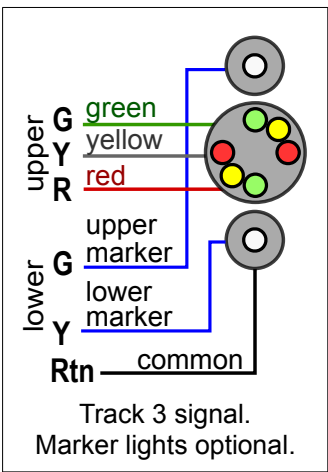 upper
G green
Y yellow
R red
lower
G upper marker
Y lower marker
Rtn common
Track 3 signal.
Marker lights optional.